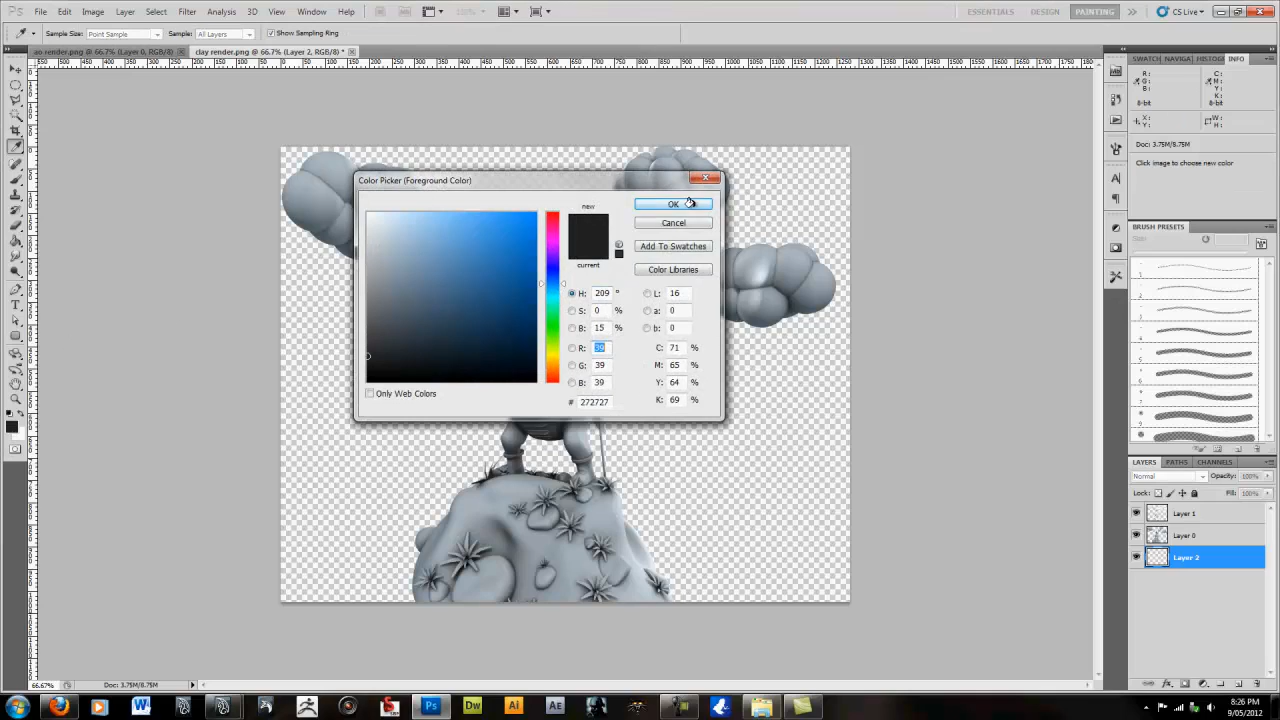 File Edit Image Layer Select Filter Analysis 3D View Window Help
ESSENTIALS DESIGN PAINTING CS Live
Sample Size: Point Sample Sample: All Layers Show Sampling Ring
ao render.png @ 66.7% (Layer 0, RGB/8) clay render.png @ 66.7% (Layer 2, RGB/8) *
SWATCH NAVIGA HISTOG INFO
R: C:
G: M:
B: Y:
K:
8-bit 8-bit
X: W:
Y: H:
Doc: 3.75M/8.75M
Click image to choose new color
BRUSH PRESETS
Size:
Color Picker (Foreground Color)
new
current
OK
Cancel
Add To Swatches
Color Libraries
H: 209 ° L: 16
S: 0 % a: 0
B: 15 % b: 0
R: 39 C: 71 %
G: 39 M: 65 %
B: 39 Y: 64 %
# 272727 K: 69 %
Only Web Colors
LAYERS PATHS CHANNELS
Normal Opacity: 100%
Lock: Fill: 100%
Layer 1
Layer 0
Layer 2
66.67% Doc: 3.75M/8.75M
8:26 PM
9/05/2012